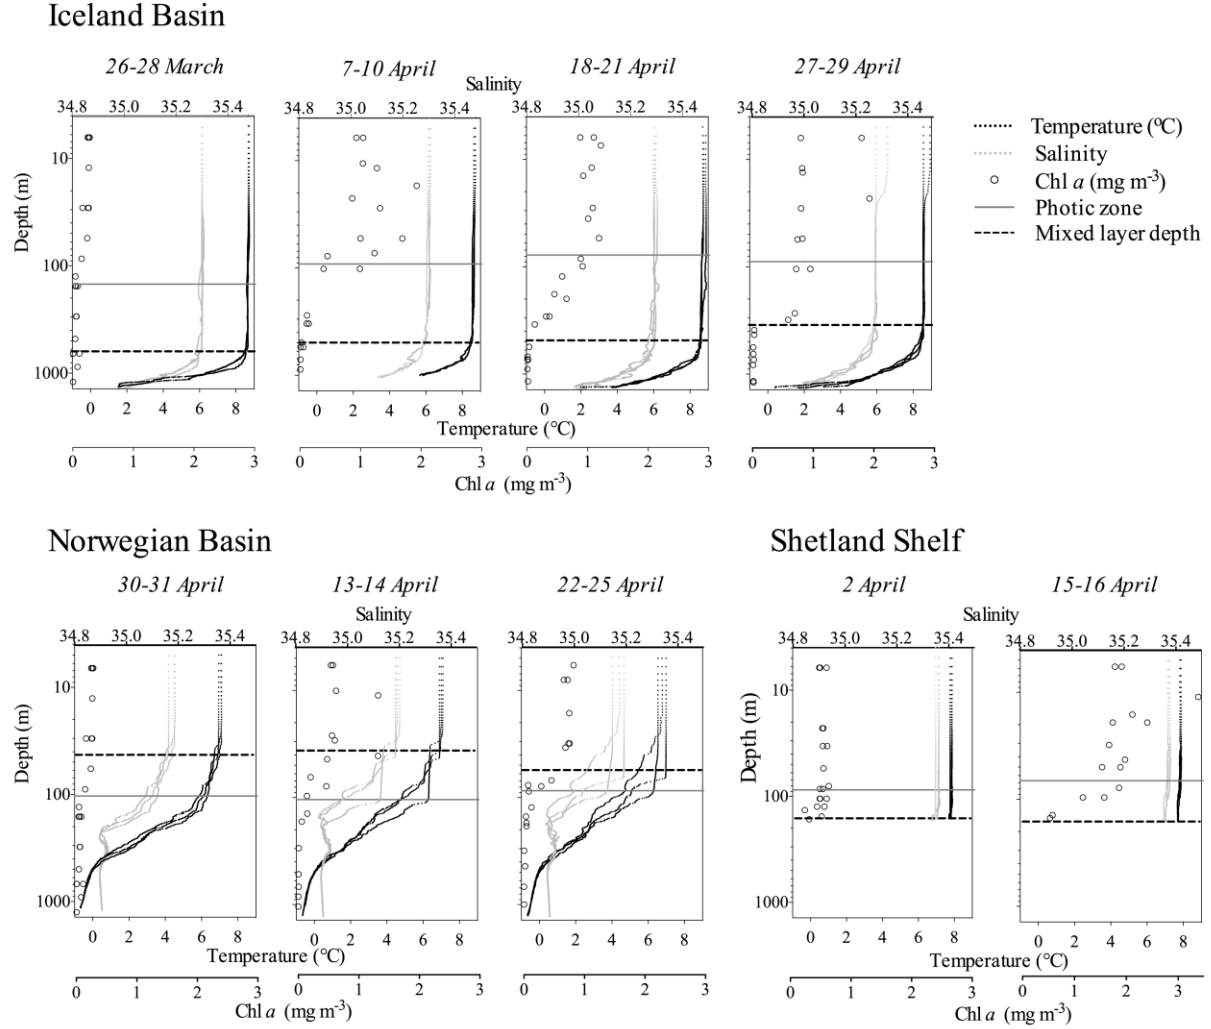 Iceland Basin
26-28 March
7-10 April
18-21 April
27-29 April
Salinity
34.8 35.0 35.2 35.4
34.8 35.0 35.2 35.4
34.8 35.0 35.2 35.4
34.8 35.0 35.2 35.4
Depth (m)
10
100
1000
Temperature (ºC)
Salinity
Chl a (mg m-3)
Photic zone
Mixed layer depth
0 2 4 6 8
0 2 4 6 8
0 2 4 6 8
0 2 4 6 8
Temperature (°C)
0 1 2 3
0 1 2 3
0 1 2 3
0 1 2 3
Chl a (mg m-3)
Norwegian Basin
Shetland Shelf
30-31 April
13-14 April
22-25 April
2 April
15-16 April
Salinity
Salinity
34.8 35.0 35.2 35.4
34.8 35.0 35.2 35.4
34.8 35.0 35.2 35.4
34.8 35.0 35.2 35.4
34.8 35.0 35.2 35.4
Depth (m)
10
100
1000
Depth (m)
10
100
1000
0 2 4 6 8
0 2 4 6 8
0 2 4 6 8
0 2 4 6 8
0 2 4 6 8
Temperature (°C)
Temperature (°C)
0 1 2 3
0 1 2 3
0 1 2 3
0 1 2 3
0 1 2 3
Chl a (mg m-3)
Chl a (mg m-3)